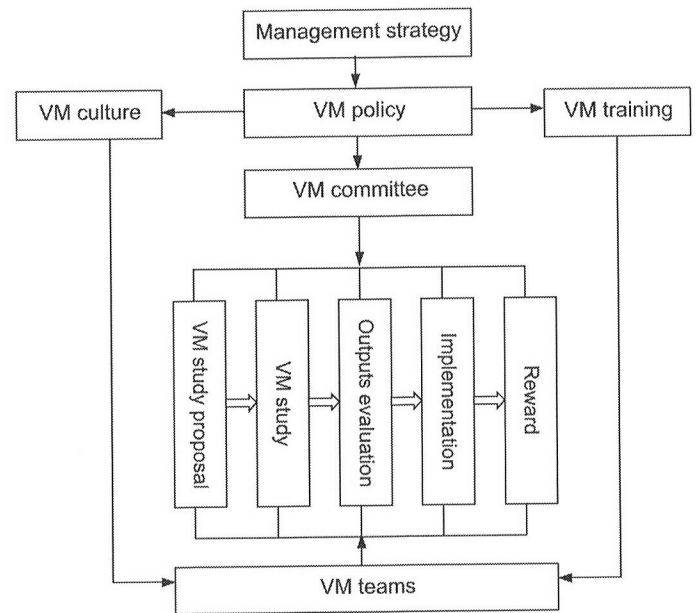 Management strategy
VM culture
VM policy
VM training
VM committee
VM study proposal
VM study
Outputs evaluation
Implementation
Reward
VM teams